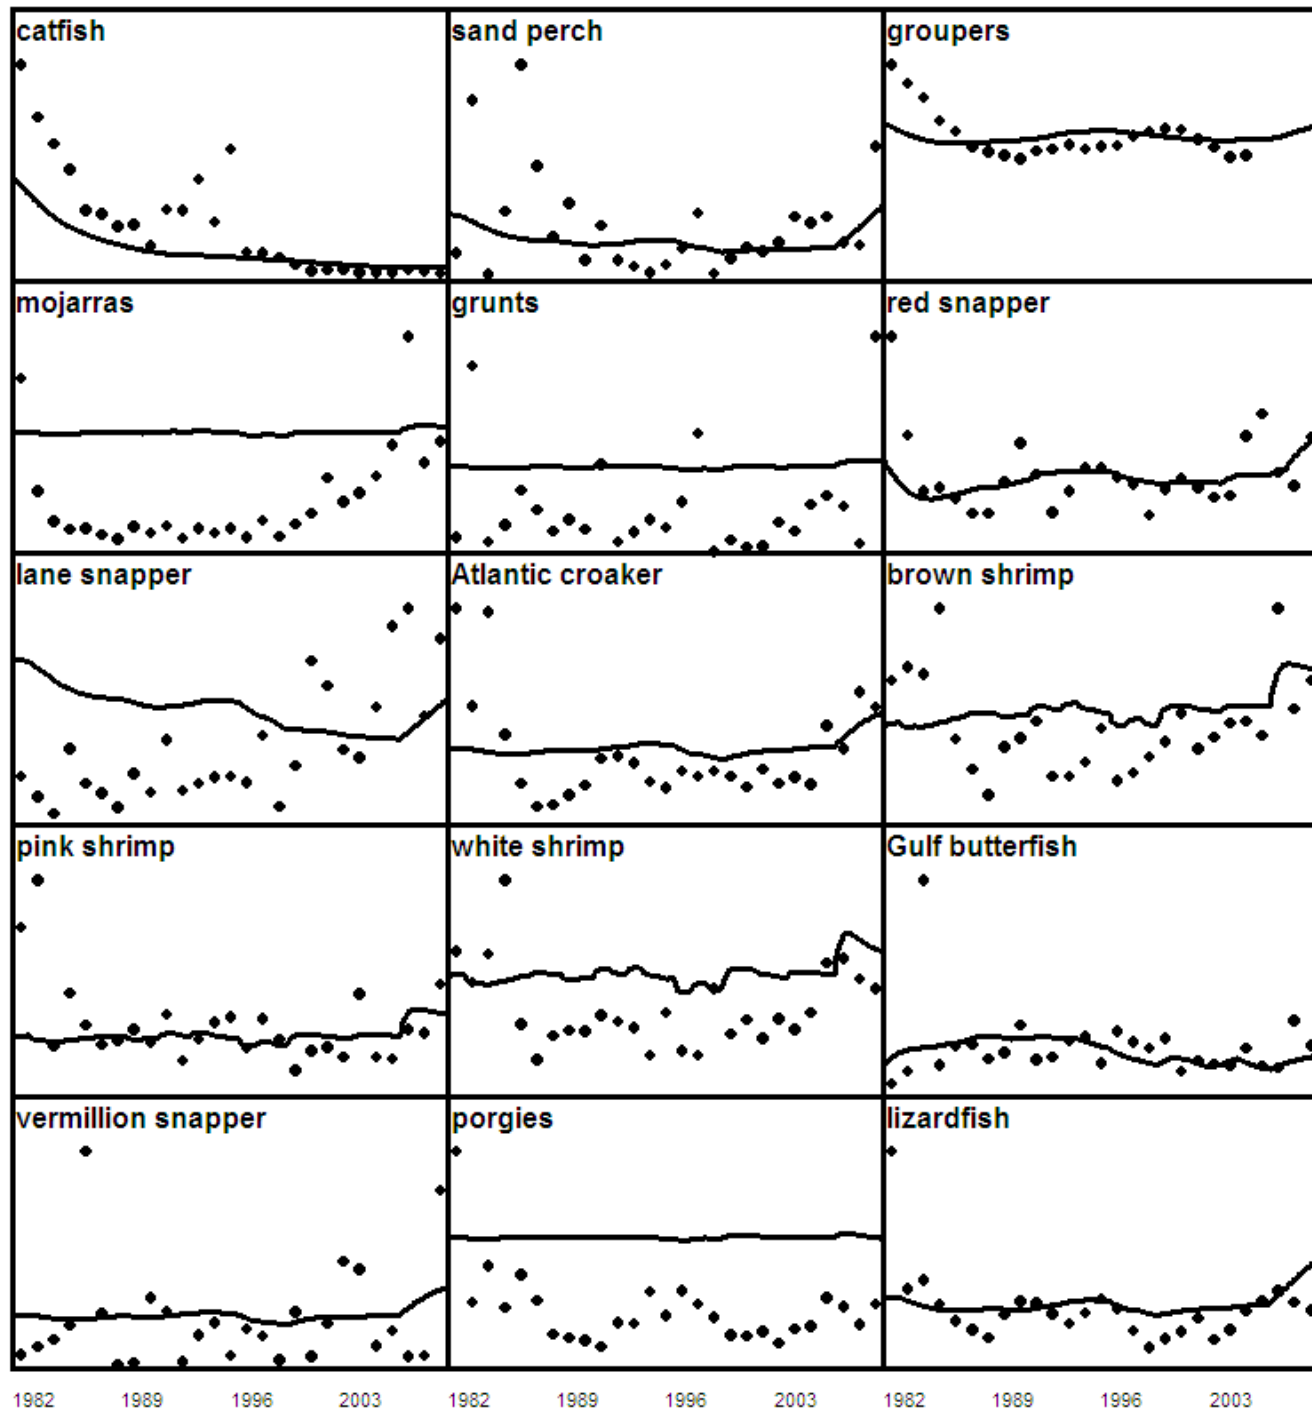 catfish
sand perch
groupers
mojarras
grunts
red snapper
lane snapper
Atlantic croaker
brown shrimp
pink shrimp
white shrimp
Gulf butterfish
vermillion snapper
porgies
lizardfish
1982 1989 1996 2003 1982 1989 1996 2003 1982 1989 1996 2003